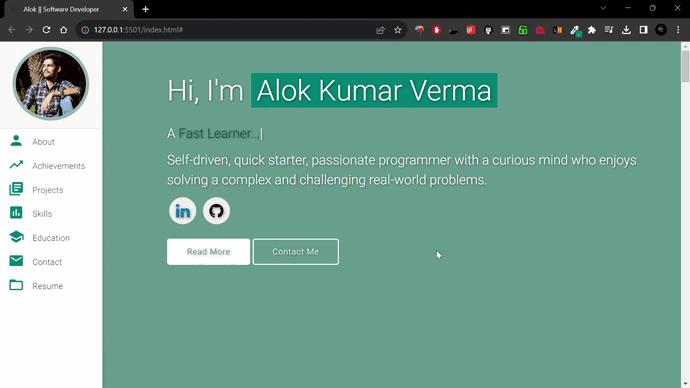 Alok || Software Developer
127.0.0.1:5501/index.html#
Hi, I'm Alok Kumar Verma
A Fast Learner...|
Self-driven, quick starter, passionate programmer with a curious mind who enjoys
solving a complex and challenging real-world problems.
in
Read More
Contact Me
About
Achievements
Projects
Skills
Education
Contact
Resume